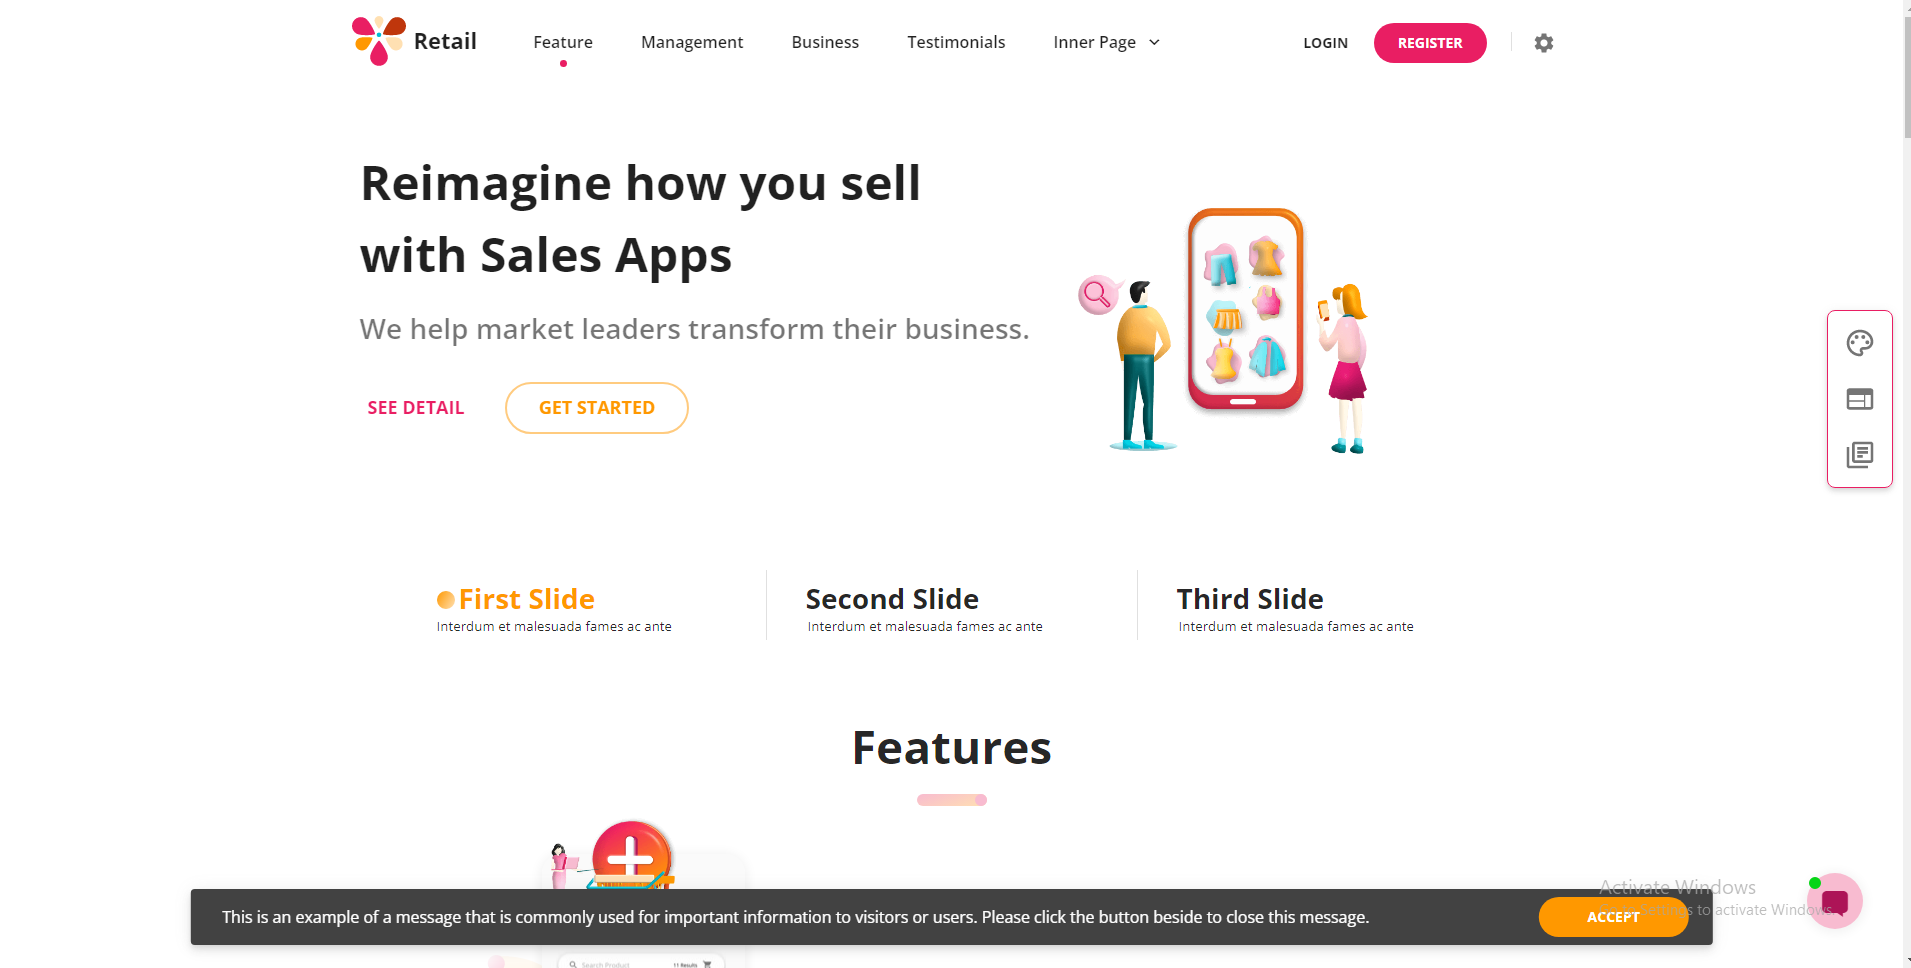 Retail
Feature
Management
Business
Testimonials
Inner Page
LOGIN
REGISTER
Reimagine how you sell
with Sales Apps
We help market leaders transform their business.
SEE DETAIL
GET STARTED
First Slide
Interdum et malesuada fames ac ante
Second Slide
Interdum et malesuada fames ac ante
Third Slide
Interdum et malesuada fames ac ante
Features
This is an example of a message that is commonly used for important information to visitors or users. Please click the button beside to close this message.
ACCEPT
Activate Windows
to activate Windows.
Search Product
11 Results